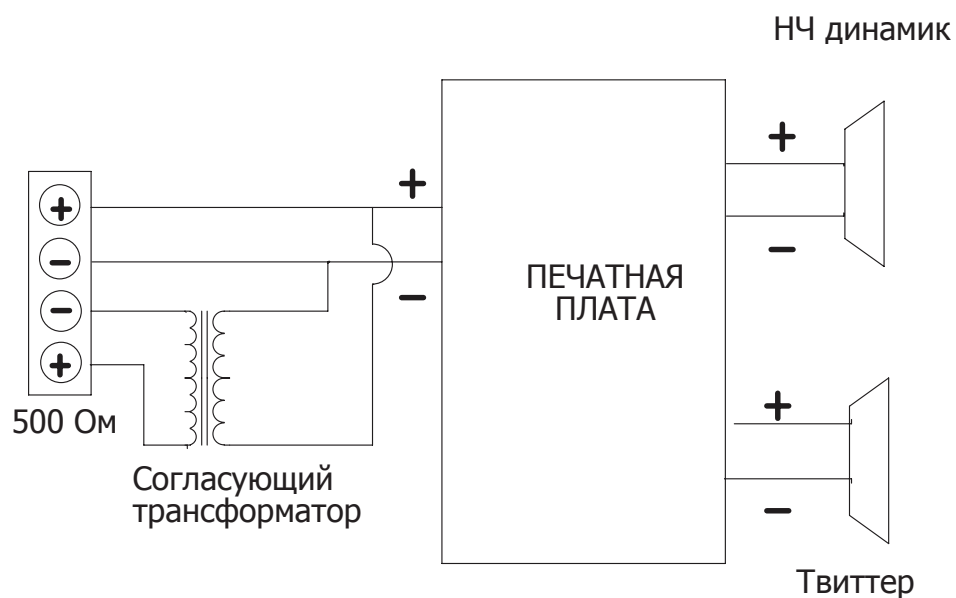 НЧ динамик
+
+
+
−
−
+
−
−
ПЕЧАТНАЯ
ПЛАТА
−
+
500 Ом
+
Согласующий
трансформатор
−
Твиттер